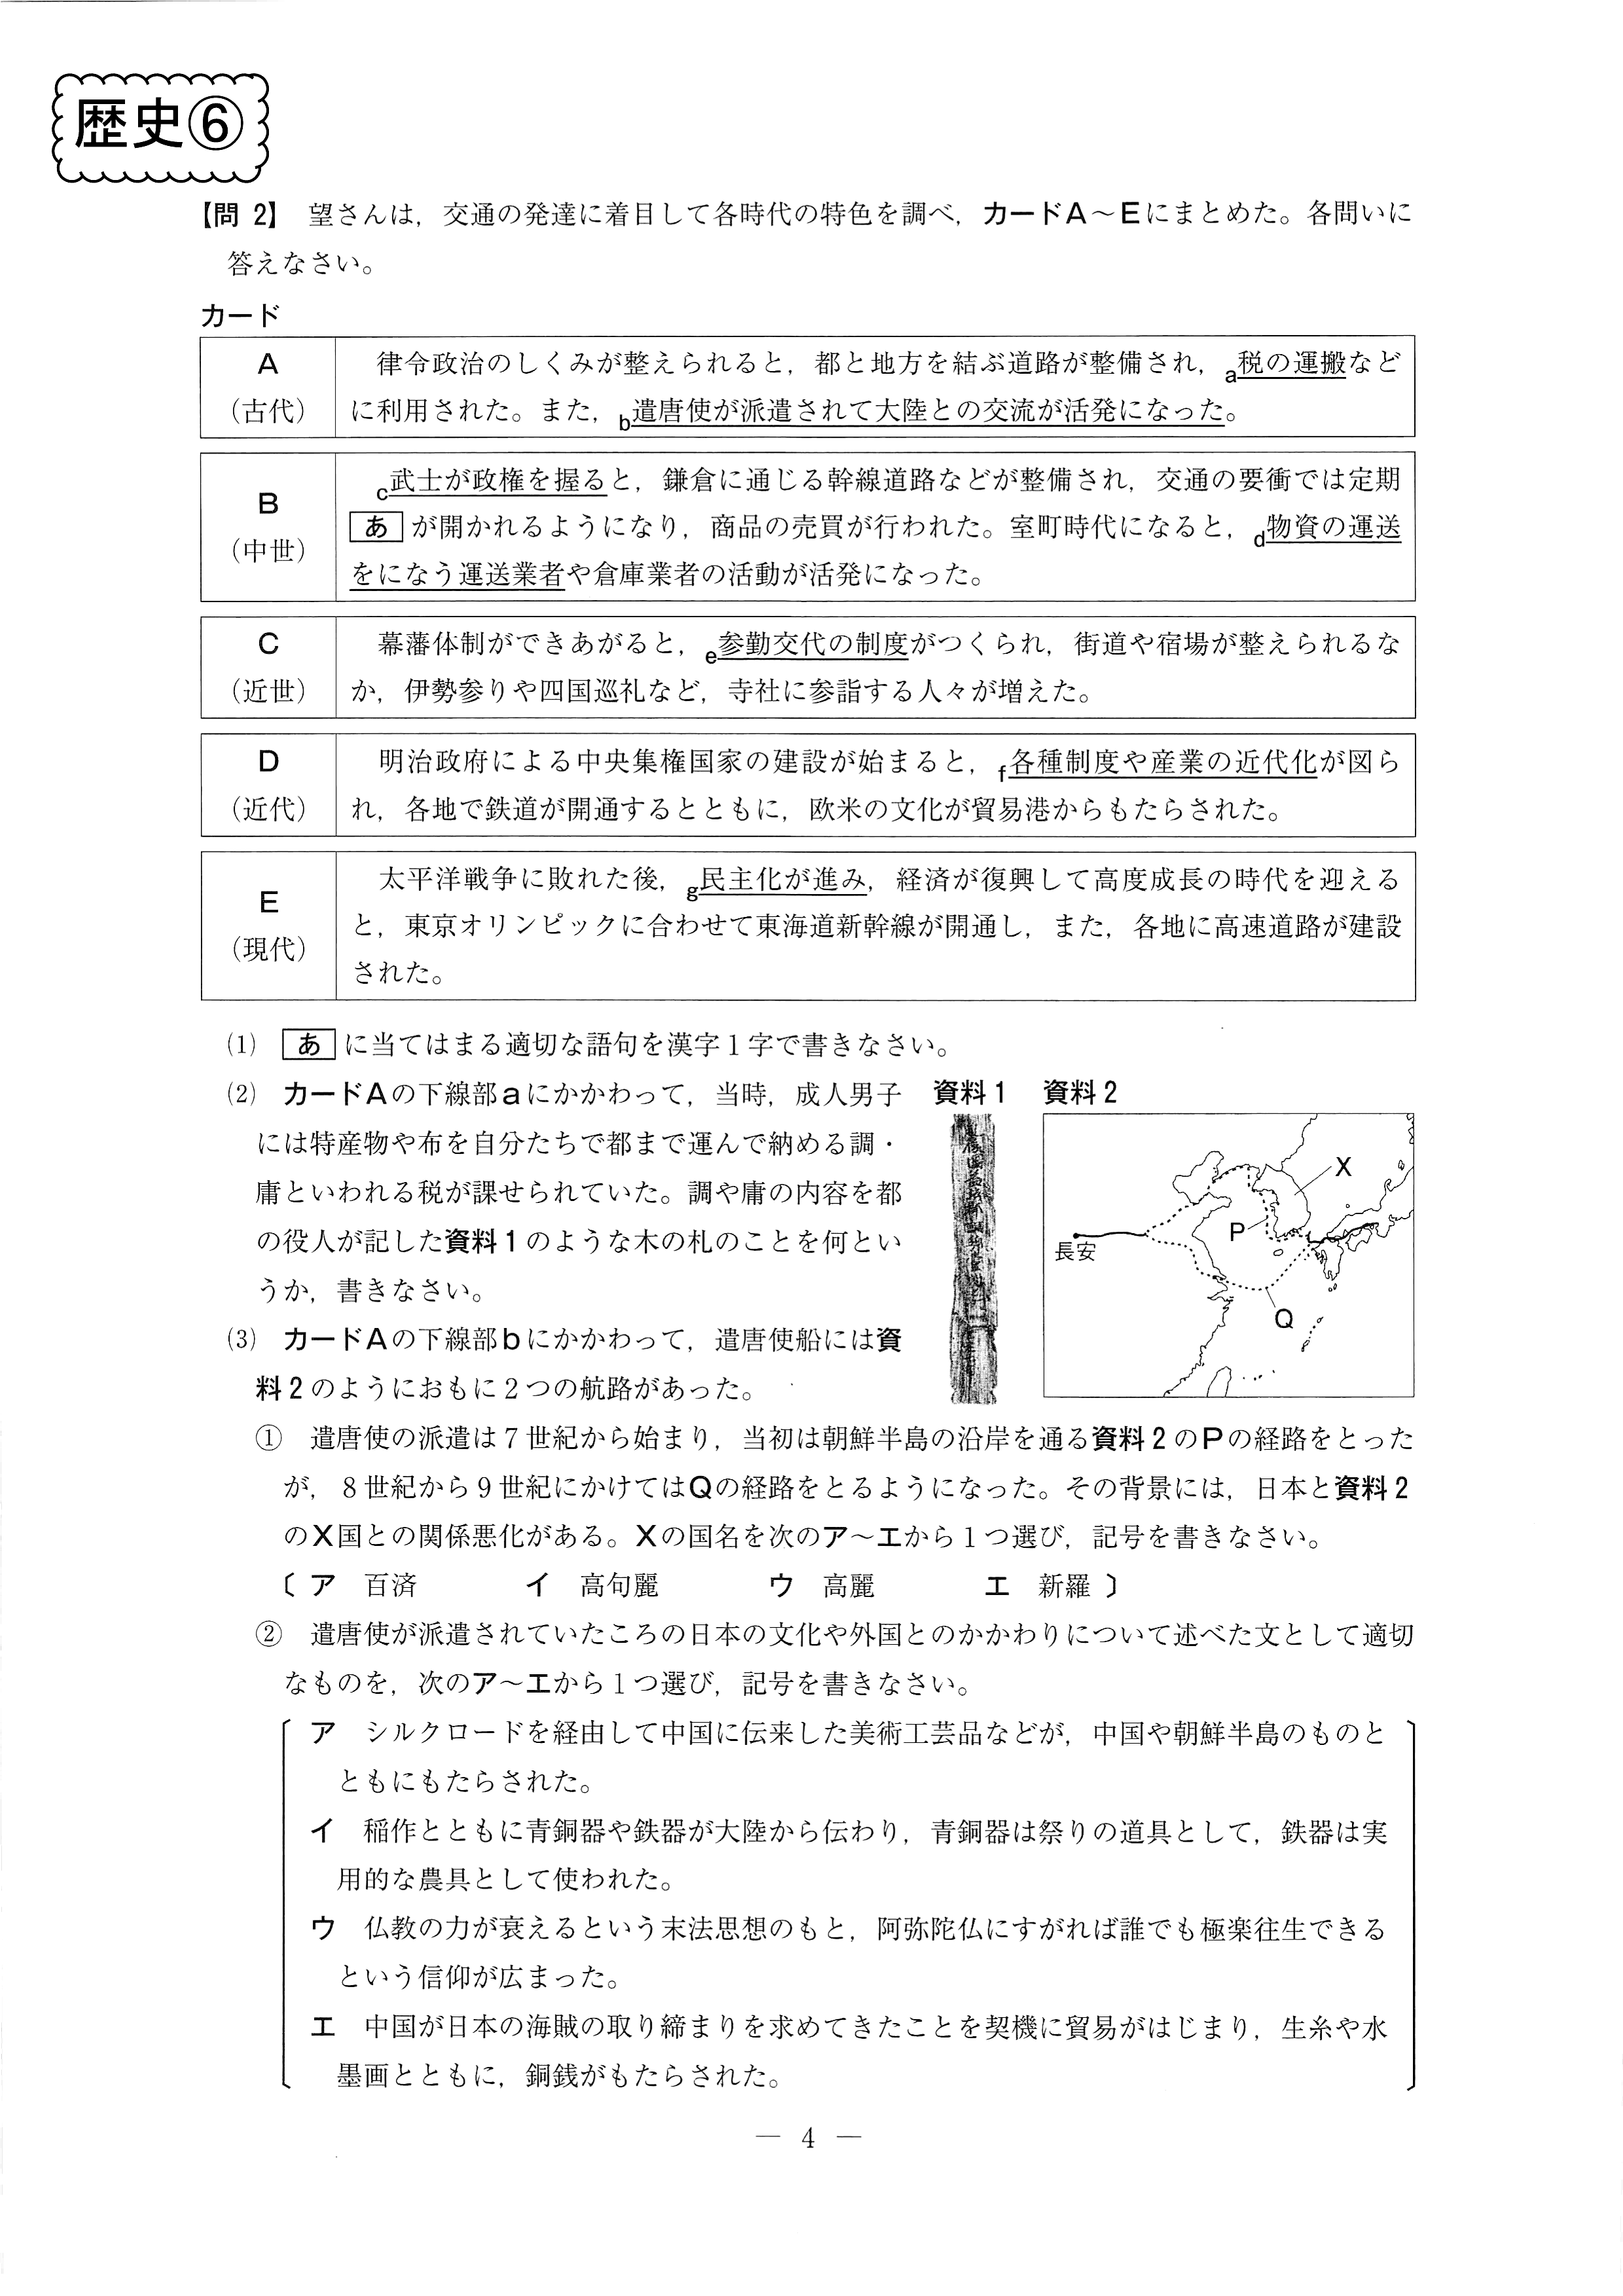 歴史⑥
【問 2】 望さんは，交通の発達に着目して各時代の特色を調べ，カードA～Eにまとめた。各問いに
答えなさい。
カード
A
（古代）
律令政治のしくみが整えられると，都と地方を結ぶ道路が整備され，a税の運搬など
に利用された。また，b遣唐使が派遣されて大陸との交流が活発になった。
B
（中世）
c武士が政権を握ると，鎌倉に通じる幹線道路などが整備され，交通の要衝では定期
あ が開かれるようになり，商品の売買が行われた。室町時代になると，d物資の運送
をになう運送業者や倉庫業者の活動が活発になった。
C
（近世）
幕藩体制ができあがると，e参勤交代の制度がつくられ，街道や宿場が整えられるな
か，伊勢参りや四国巡礼など，寺社に参詣する人々が増えた。
D
（近代）
明治政府による中央集権国家の建設が始まると，f各種制度や産業の近代化が図ら
れ，各地で鉄道が開通するとともに，欧米の文化が貿易港からもたらされた。
E
（現代）
太平洋戦争に敗れた後，g民主化が進み，経済が復興して高度成長の時代を迎える
と，東京オリンピックに合わせて東海道新幹線が開通し，また，各地に高速道路が建設
された。
(1) あ に当てはまる適切な語句を漢字１字で書きなさい。
(2) カードAの下線部aにかかわって，当時，成人男子
には特産物や布を自分たちで都まで運んで納める調・
庸といわれる税が課せられていた。調や庸の内容を都
の役人が記した資料1のような木の札のことを何とい
うか，書きなさい。
資料1
資料2
X
P
長安
Q
(3) カードAの下線部bにかかわって，遣唐使船には資
料2のようにおもに２つの航路があった。
① 遣唐使の派遣は７世紀から始まり，当初は朝鮮半島の沿岸を通る資料2のPの経路をとった
が，８世紀から９世紀にかけてはQの経路をとるようになった。その背景には，日本と資料2
のX国との関係悪化がある。Xの国名を次のア～エから１つ選び，記号を書きなさい。
〔 ア 百済 イ 高句麗 ウ 高麗 エ 新羅 〕
② 遣唐使が派遣されていたころの日本の文化や外国とのかかわりについて述べた文として適切
なものを，次のア～エから１つ選び，記号を書きなさい。
ア シルクロードを経由して中国に伝来した美術工芸品などが，中国や朝鮮半島のものと
ともにもたらされた。
イ 稲作とともに青銅器や鉄器が大陸から伝わり，青銅器は祭りの道具として，鉄器は実
用的な農具として使われた。
ウ 仏教の力が衰えるという末法思想のもと，阿弥陀仏にすがれば誰でも極楽往生できる
という信仰が広まった。
エ 中国が日本の海賊の取り締まりを求めてきたことを契機に貿易がはじまり，生糸や水
墨画とともに，銅銭がもたらされた。
― 4 ―